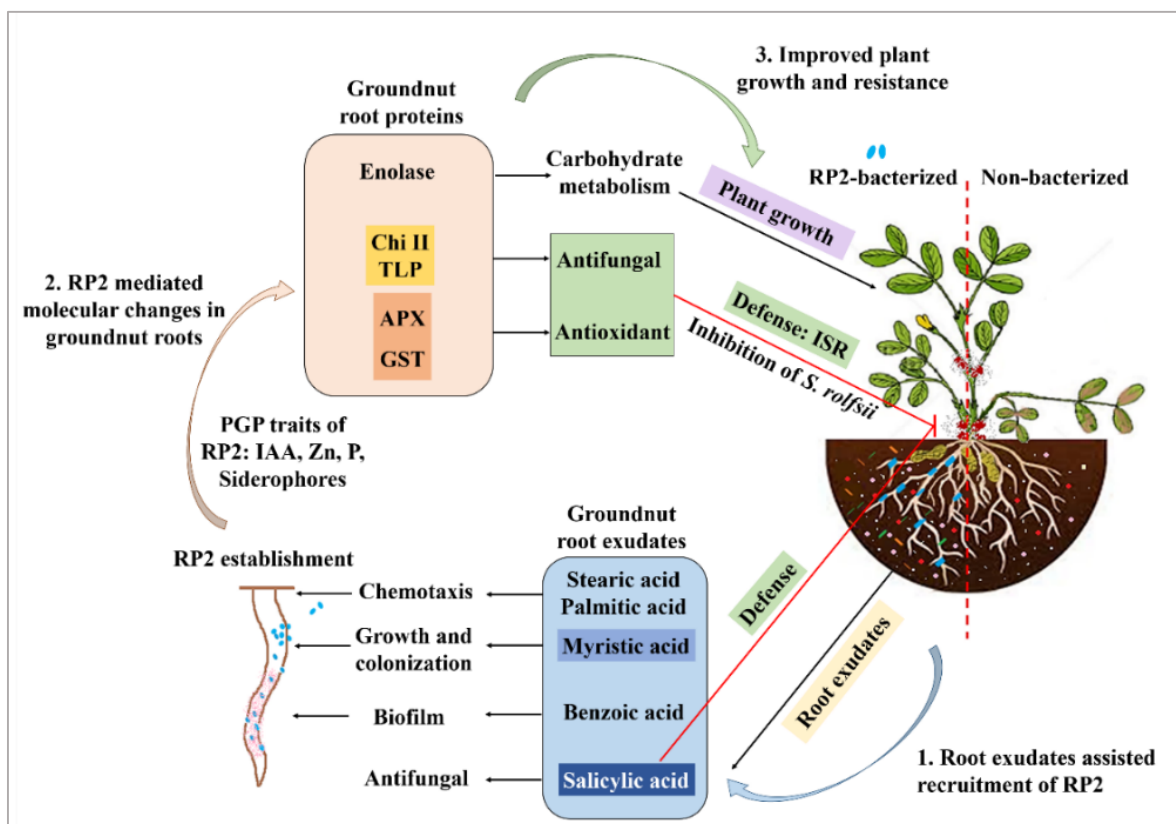 3. Improved plant
growth and resistance
Groundnut
root proteins
Enolase
Chi II
TLP
APX
GST
Carbohydrate
metabolism
Antifungal
Antioxidant
Plant growth
RP2-bacterized
Non-bacterized
Defense: ISR
Inhibition of S. rolfsii
2. RP2 mediated
molecular changes in
groundnut roots
PGP traits of
RP2: IAA, Zn, P,
Siderophores
RP2 establishment
Chemotaxis
Growth and
colonization
Biofilm
Antifungal
Groundnut
root exudates
Stearic acid
Palmitic acid
Myristic acid
Benzoic acid
Salicylic acid
Defense
Root exudates
1. Root exudates assisted
recruitment of RP2